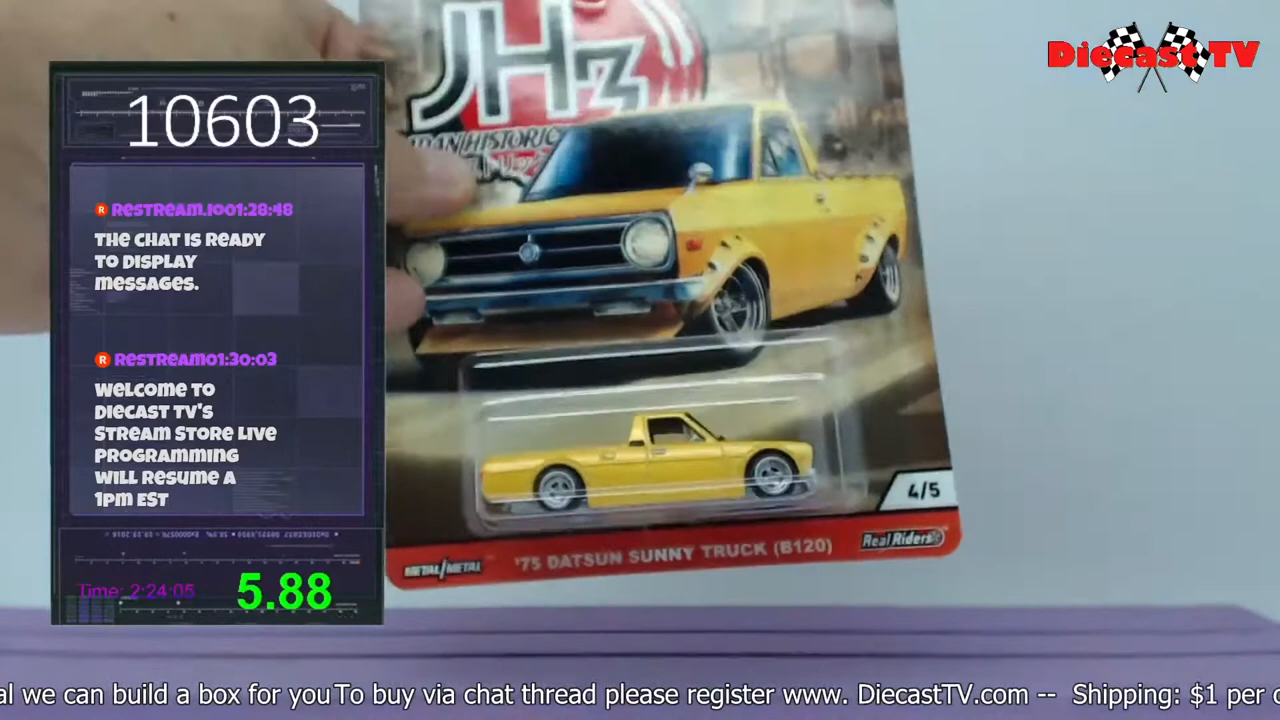 Diecast TV
10603
RESTREAM.IO01:28:48
THE CHAT IS READY
TO DISPLAY
MESSAGES.
RESTREAM01:30:03
WELCOME TO
DIECAST TV'S
STREAM STORE LIVE
PROGRAMMING
WILL RESUME A
1PM EST
Time: 2:24:05
5.88
JHz
HISTORIC
4/5
METAL/METAL
'75 DATSUN SUNNY TRUCK (B120)
Real Riders
al we can build a box for youTo buy via chat thread please register www. DiecastTV.com -- Shipping: $1 per